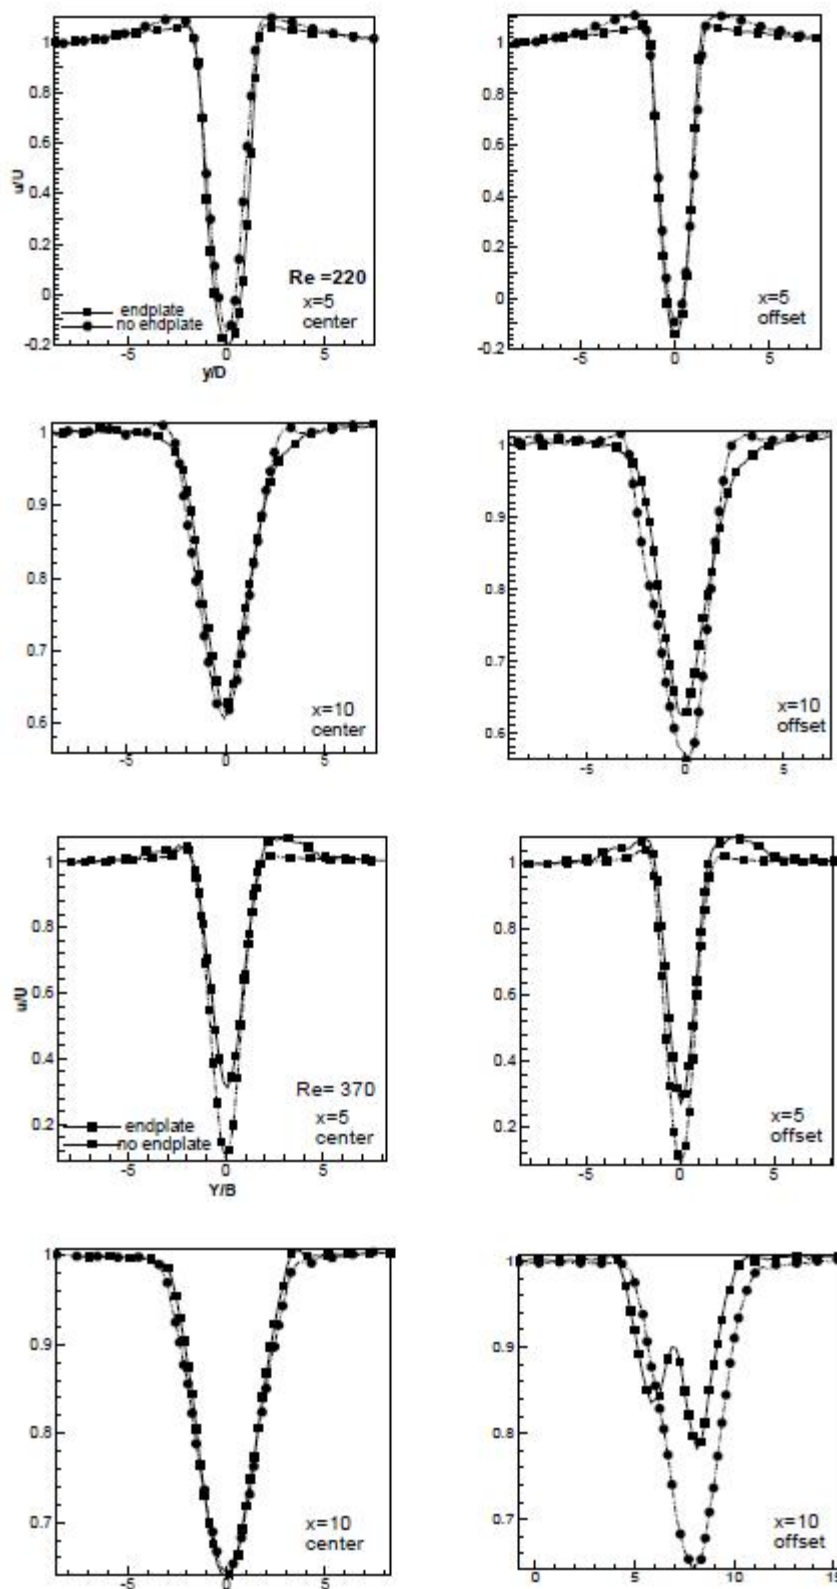 u/U
1
0.8
0.6
0.4
0.2
0
-0.2
endplate
no endplate
Re =220
x=5
center
-5
0
5
y/D
1
0.8
0.6
0.4
0.2
0
-0.2
x=5
offset
-5
0
5
1
0.9
0.8
0.7
0.6
x=10
center
-5
0
5
1
0.9
0.8
0.7
0.6
x=10
offset
-5
0
5
u/U
1
0.8
0.6
0.4
0.2
Re= 370
endplate
no endplate
x=5
center
-5
0
5
Y/B
1
0.8
0.6
0.4
0.2
x=5
offset
-5
0
5
1
0.9
0.8
0.7
x=10
center
-5
0
5
1
0.9
0.8
0.7
x=10
offset
0
5
10
15